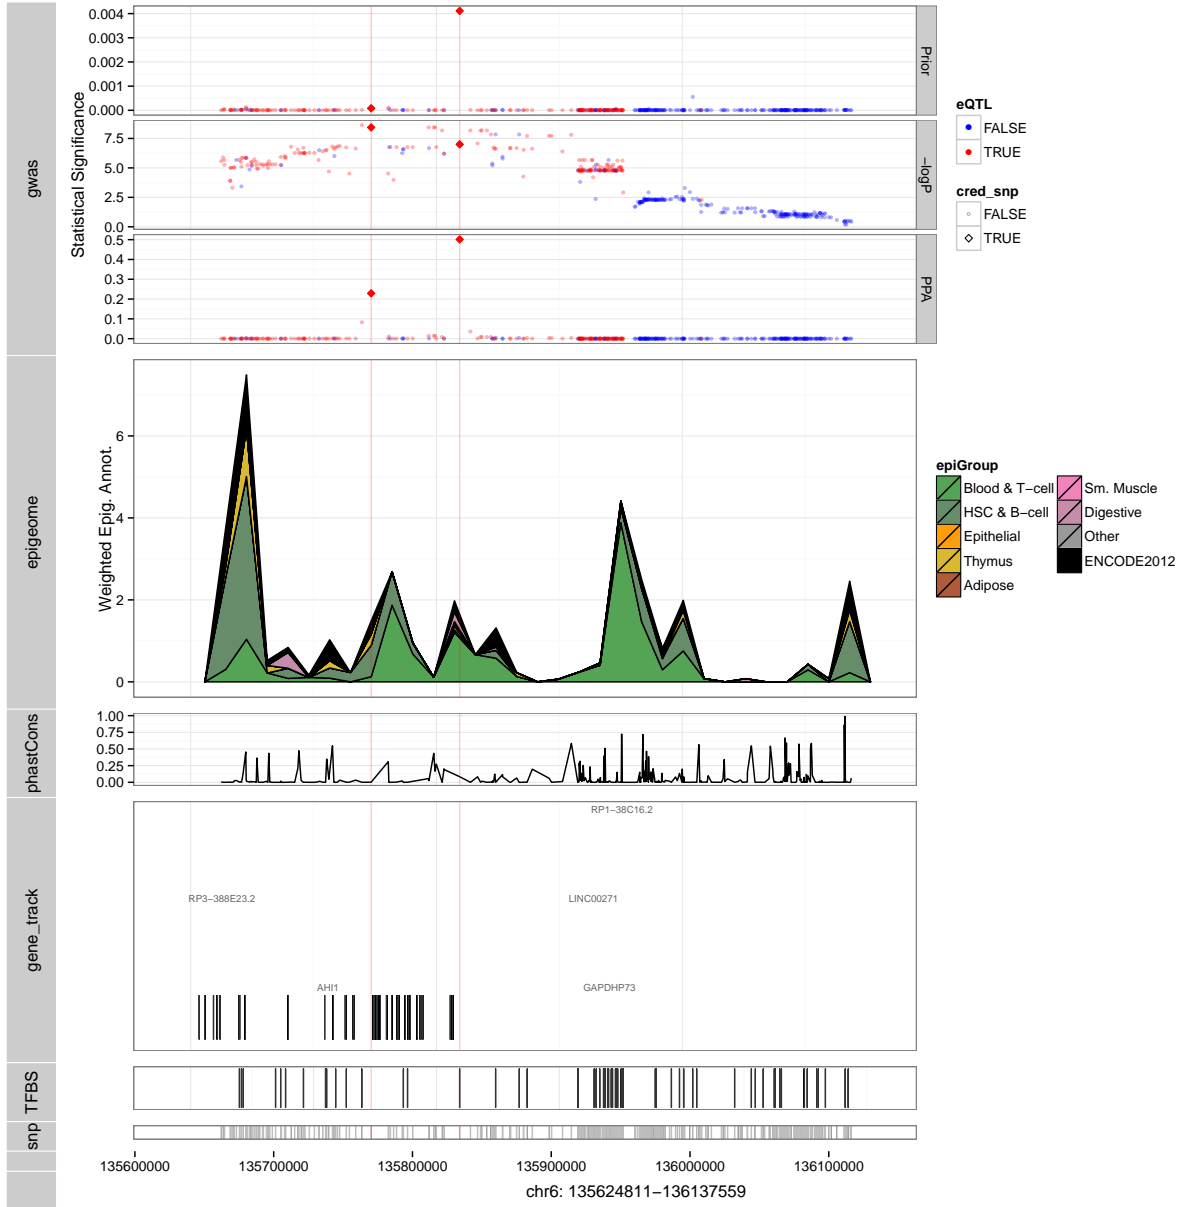 gwas
Statistical Significance
0.004
0.003
0.002
0.001
0.000
Prior
7.5
5.0
2.5
0.0
−logP
0.5
0.4
0.3
0.2
0.1
0.0
PPA
eQTL
FALSE
TRUE
cred_snp
FALSE
TRUE
epigeome
Weighted Epig. Annot.
6
4
2
0
epiGroup
Blood & T−cell
HSC & B−cell
Epithelial
Thymus
Adipose
Sm. Muscle
Digestive
Other
ENCODE2012
phastCons
1.00
0.75
0.50
0.25
0.00
gene_track
RP1−38C16.2
RP3−388E23.2
LINC00271
AHI1
GAPDHP73
TFBS
snp
135600000
135700000
135800000
135900000
136000000
136100000
chr6: 135624811−136137559